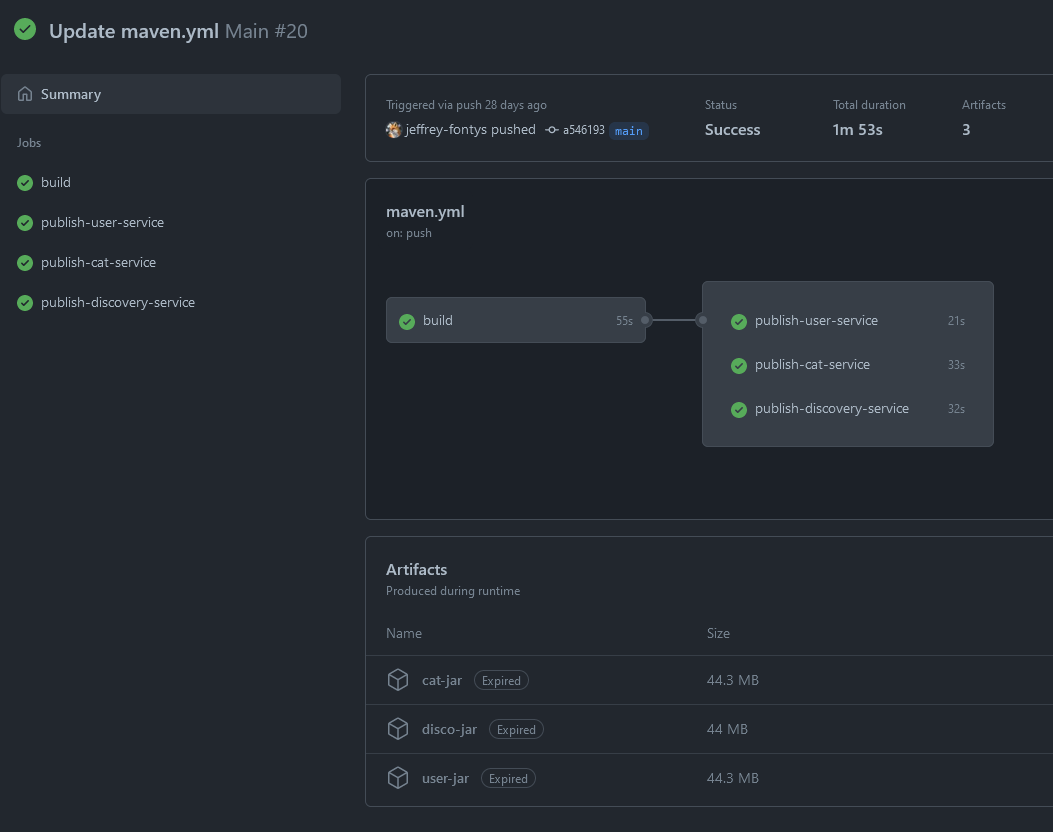 Update maven.yml Main #20
Summary
Jobs
build
publish-user-service
publish-cat-service
publish-discovery-service
Triggered via push 28 days ago
jeffrey-fontys pushed a546193 main
Status
Success
Total duration
1m 53s
Artifacts
3
maven.yml
on: push
build 55s
publish-user-service 21s
publish-cat-service 33s
publish-discovery-service 32s
Artifacts
Produced during runtime
Name Size
cat-jar Expired 44.3 MB
disco-jar Expired 44 MB
user-jar Expired 44.3 MB